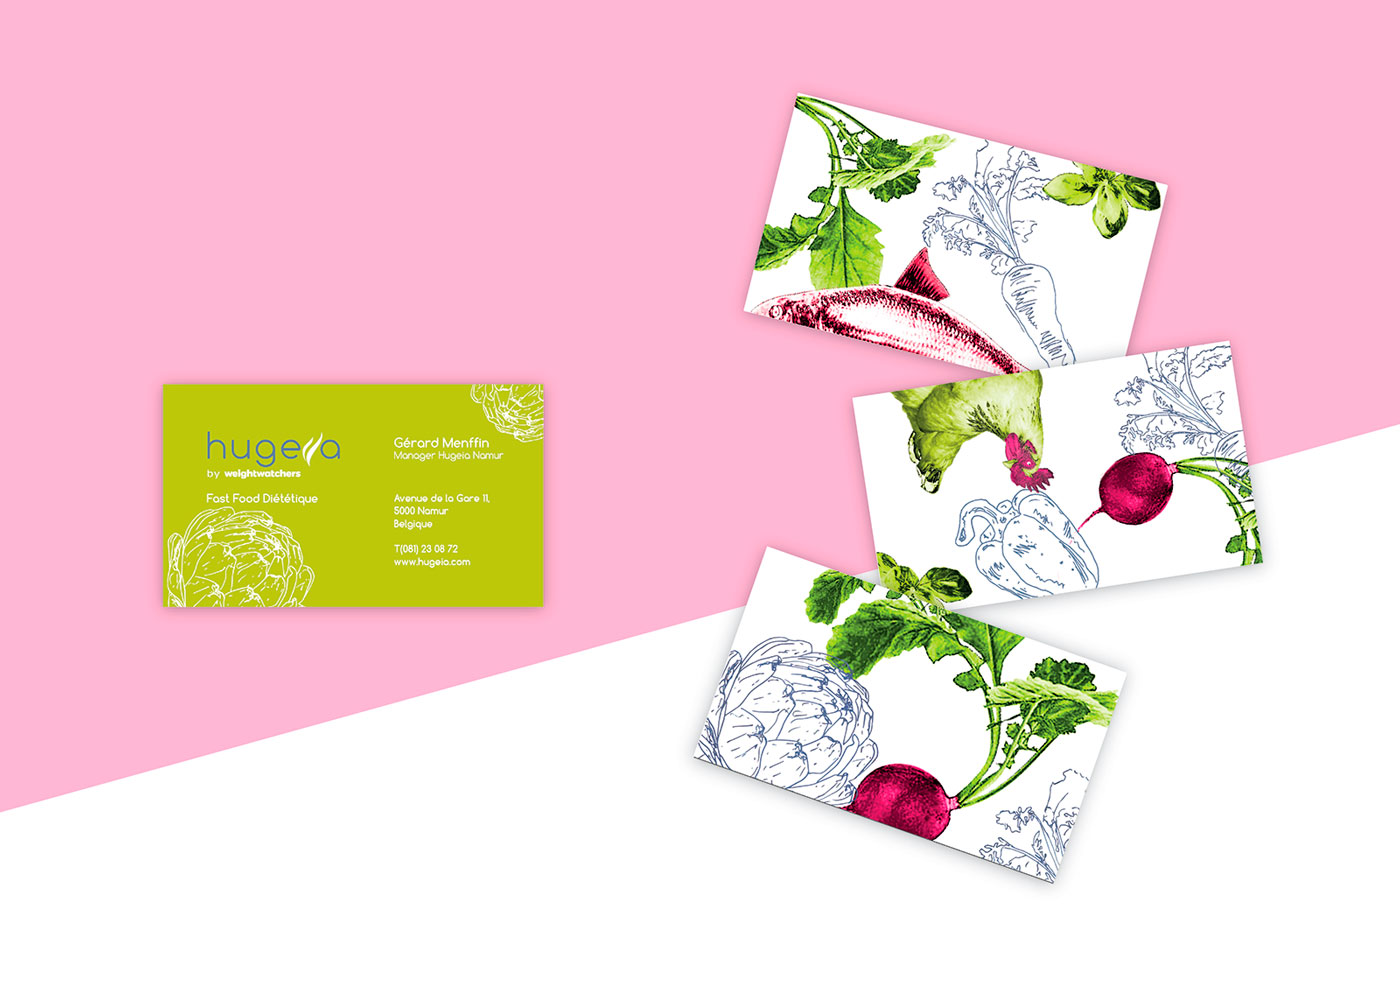 hugeia
by weightwatchers
Fast Food Diététique
Gérard Menffin
Manager Hugeia Namur
Avenue de la Gare 11,
5000 Namur
Belgique
T(081) 23 08 72
www.hugeia.com